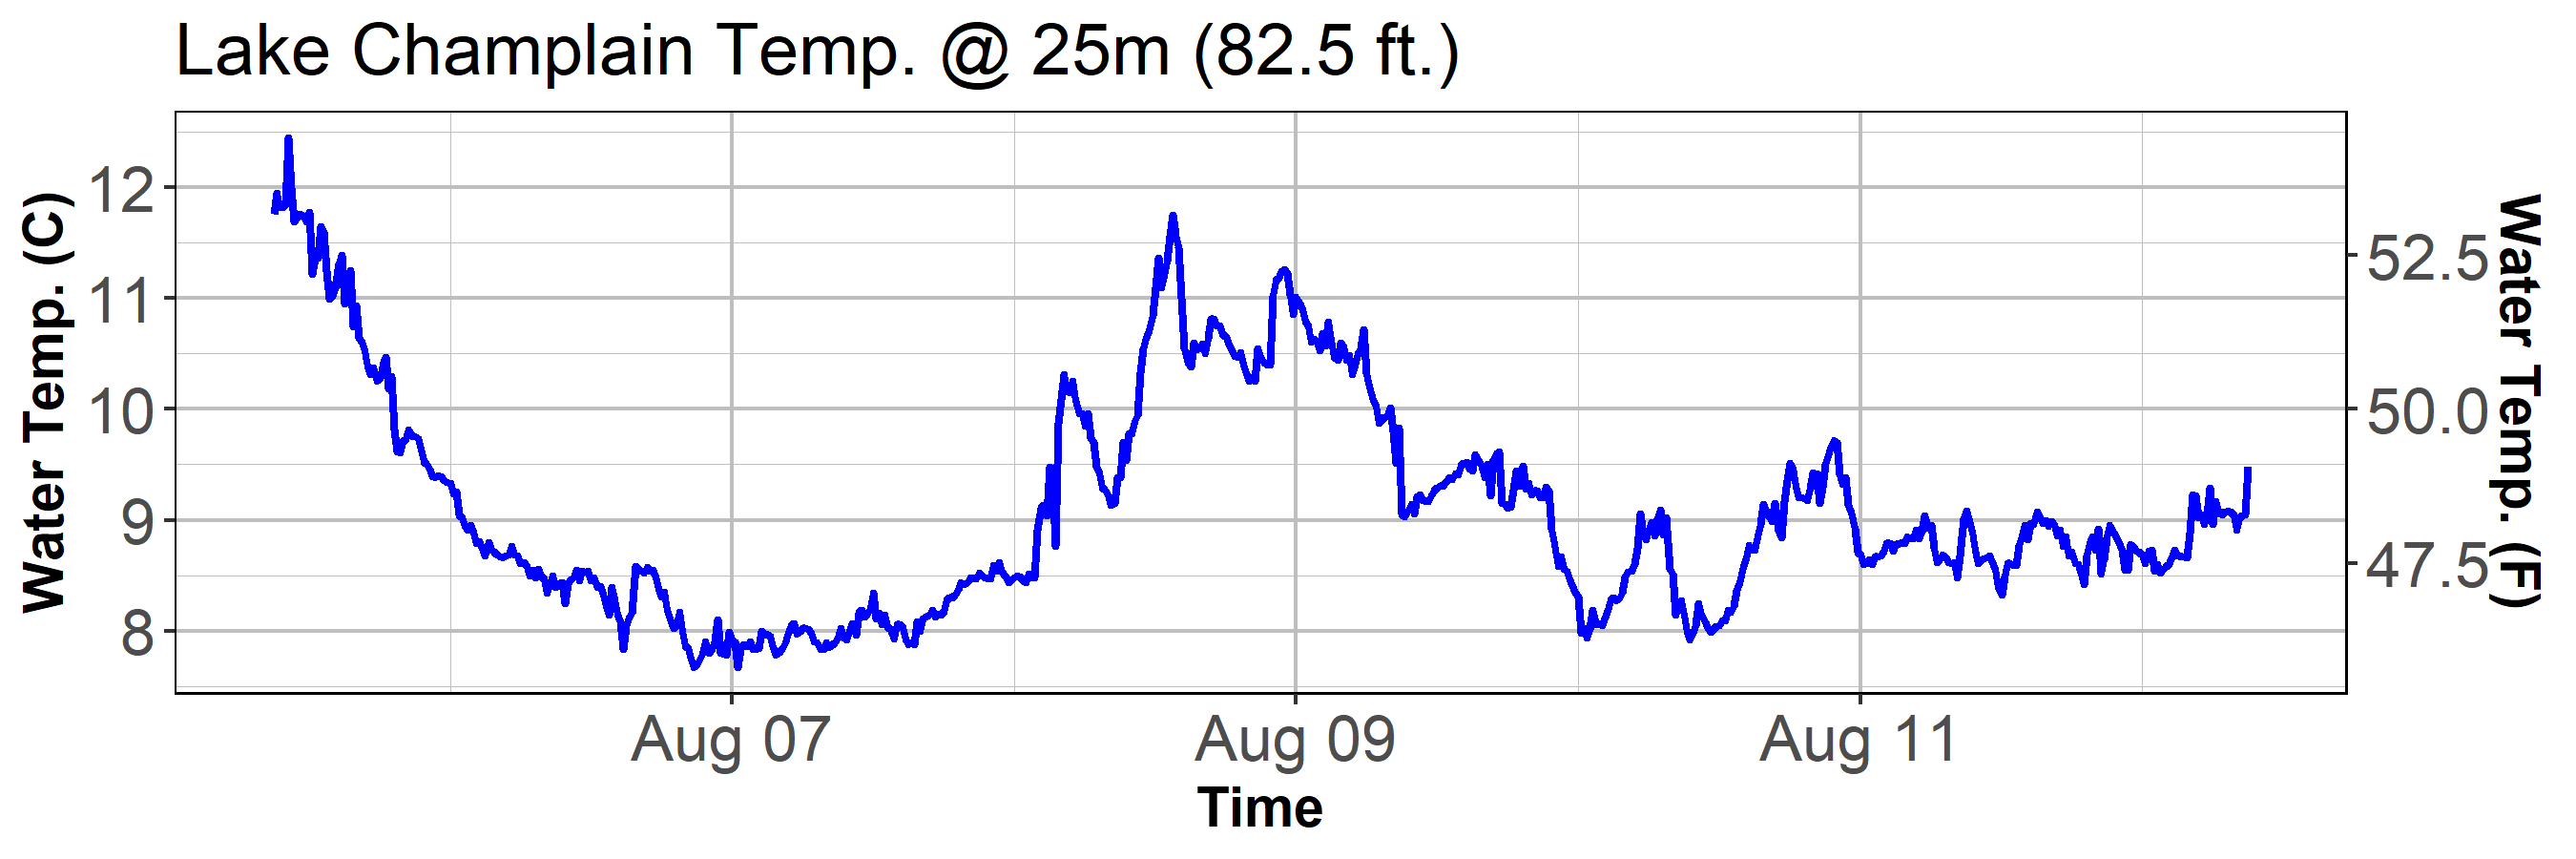 Lake Champlain Temp. @ 25m (82.5 ft.)
Water Temp. (C)
12
11
10
9
8
52.5
50.0
47.5
Water Temp. (F)
Aug 07 Aug 09 Aug 11
Time